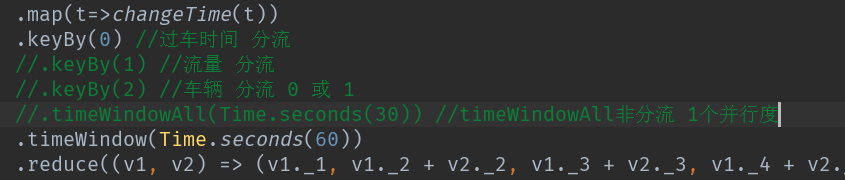 .map(t=>changeTime(t))
.keyBy(0) //过车时间 分流
//.keyBy(1) //流量 分流
//.keyBy(2) //车辆 分流 0 或 1
//.timeWindowAll(Time.seconds(30)) //timeWindowAll非分流 1个并行度
.timeWindow(Time.seconds(60))
.reduce((v1, v2) => (v1._1, v1._2 + v2._2, v1._3 + v2._3, v1._4 + v2.